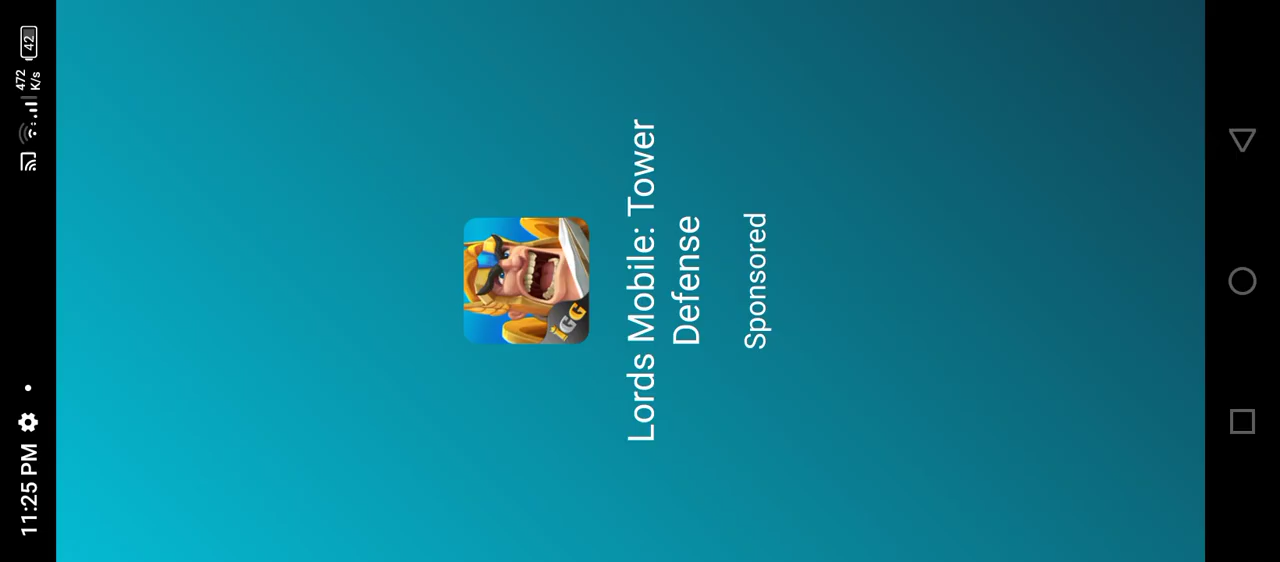 11:25 PM
472
K/s
42
IGG
Lords Mobile: Tower
Defense
Sponsored